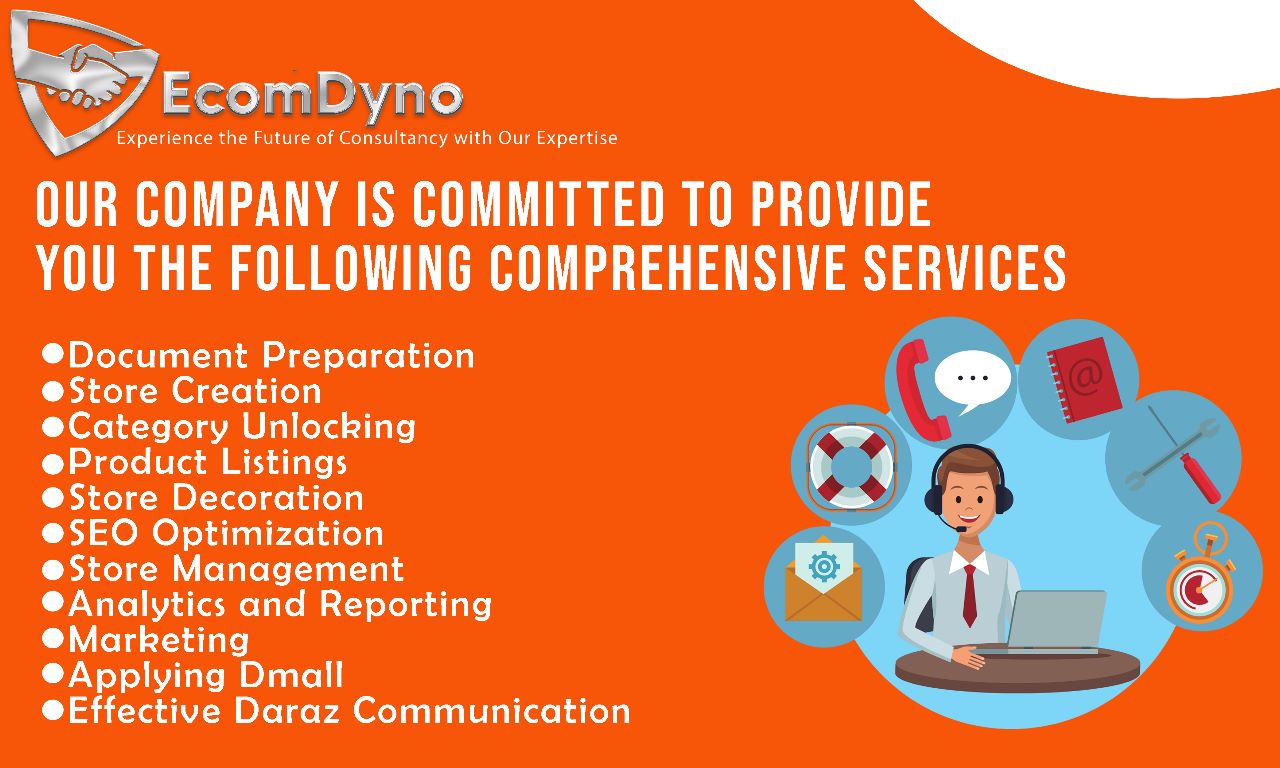 EcomDyno
Experience the Future of Consultancy with Our Expertise
OUR COMPANY IS COMMITTED TO PROVIDE
YOU THE FOLLOWING COMPREHENSIVE SERVICES
•Document Preparation
•Store Creation
•Category Unlocking
•Product Listings
•Store Decoration
•SEO Optimization
•Store Management
•Analytics and Reporting
•Marketing
•Applying Dmall
•Effective Daraz Communication
@